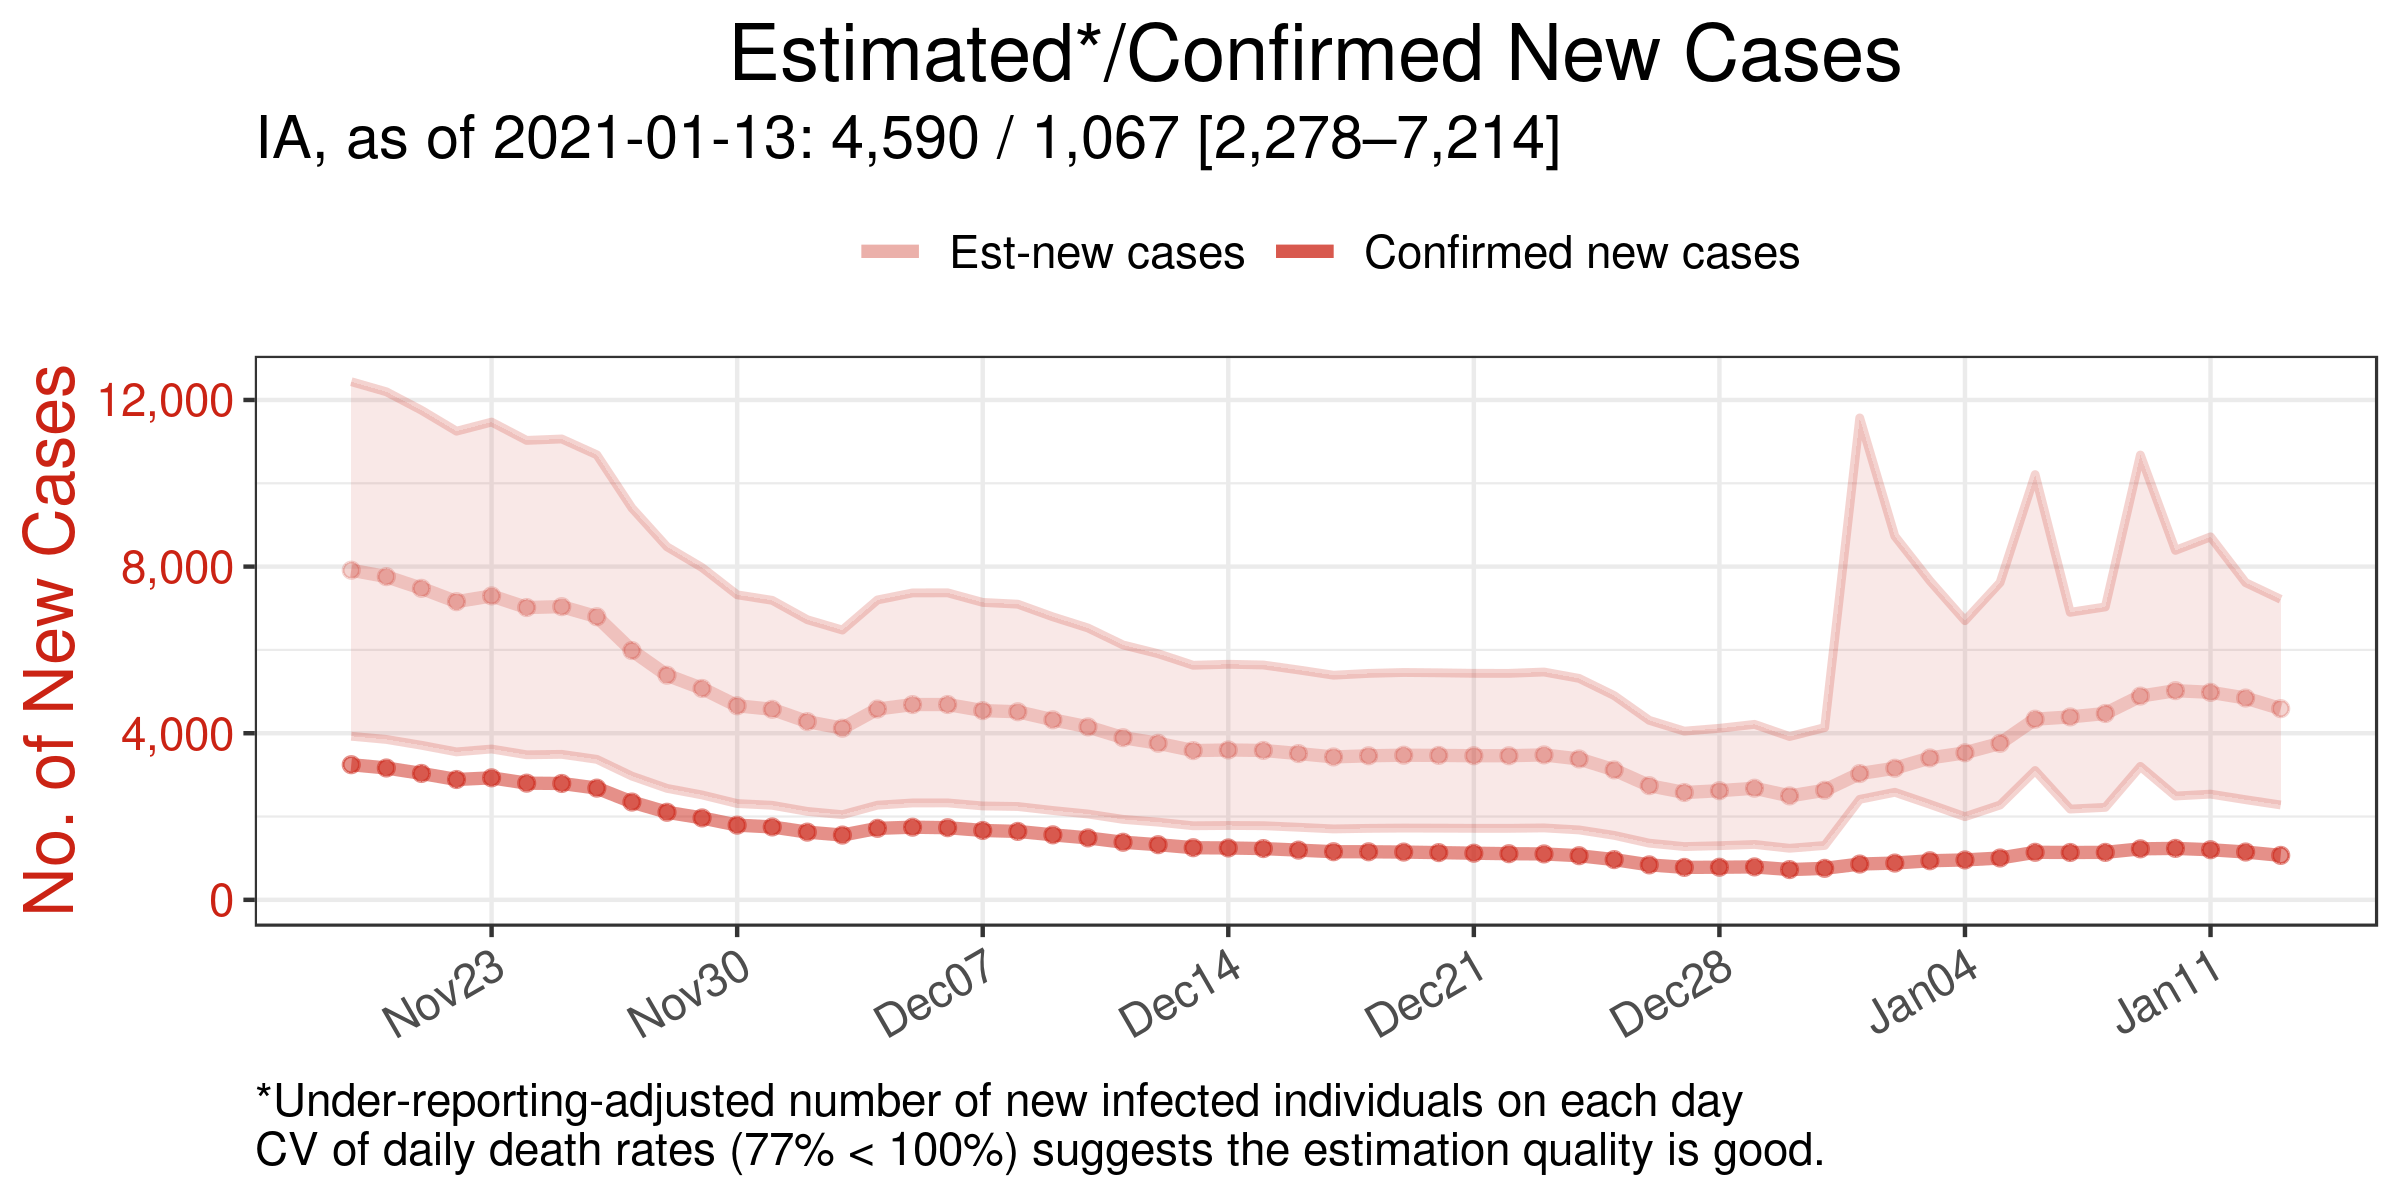 Estimated*/Confirmed New Cases
IA, as of 2021-01-13: 4,590 / 1,067 [2,278–7,214]
Est-new cases
Confirmed new cases
No. of New Cases
12,000
8,000
4,000
0
Nov23
Nov30
Dec07
Dec14
Dec21
Dec28
Jan04
Jan11
*Under-reporting-adjusted number of new infected individuals on each day
CV of daily death rates (77% < 100%) suggests the estimation quality is good.